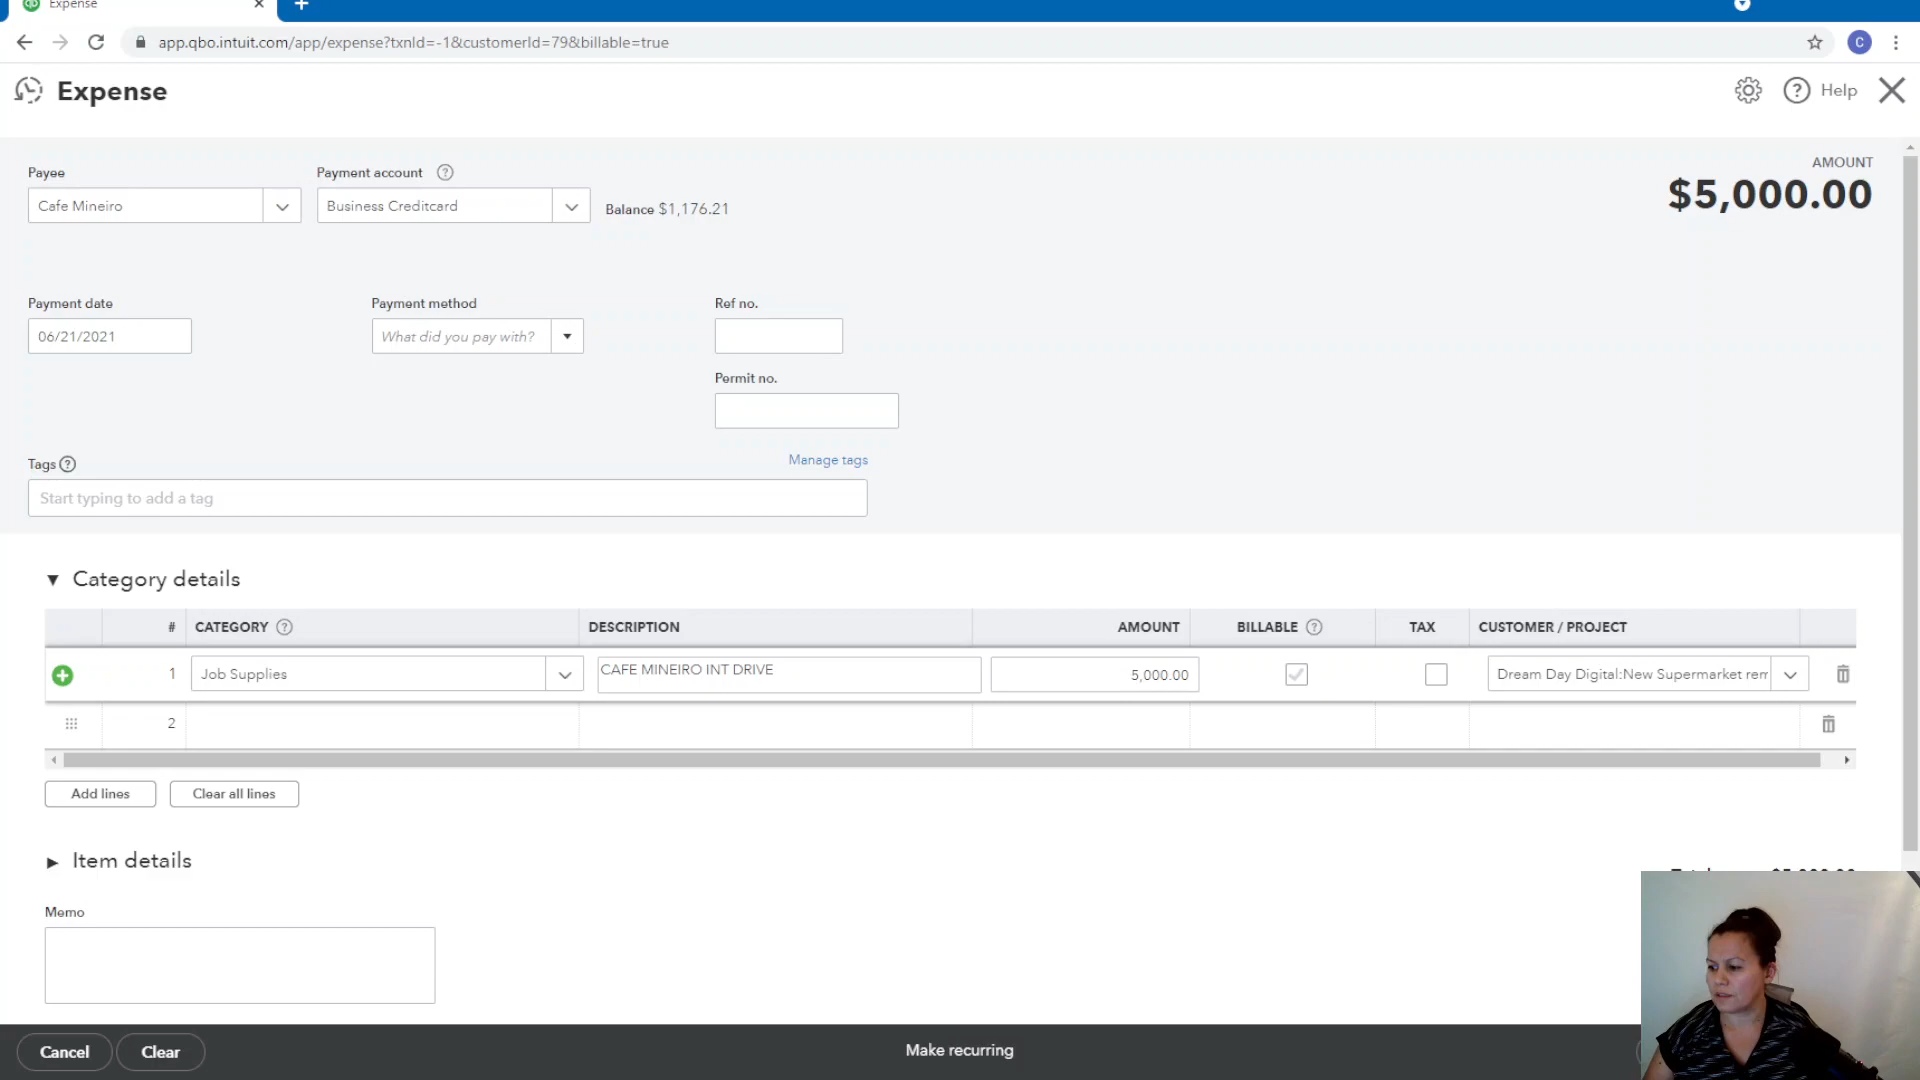 Expense
app.qbo.intuit.com/app/expense?txnId=-1&customerId=79&billable=true
C
Expense
Help
Payee
Payment account
AMOUNT
$5,000.00
Cafe Mineiro
Business Creditcard
Balance $1,176.21
Payment date
Payment method
Ref no.
06/21/2021
What did you pay with?
Permit no.
Tags
Manage tags
Start typing to add a tag
Category details
# CATEGORY DESCRIPTION AMOUNT BILLABLE TAX CUSTOMER / PROJECT
1 Job Supplies CAFE MINEIRO INT DRIVE 5,000.00 Dream Day Digital:New Supermarket rem
2
Add lines
Clear all lines
Item details
Memo
Cancel
Clear
Make recurring